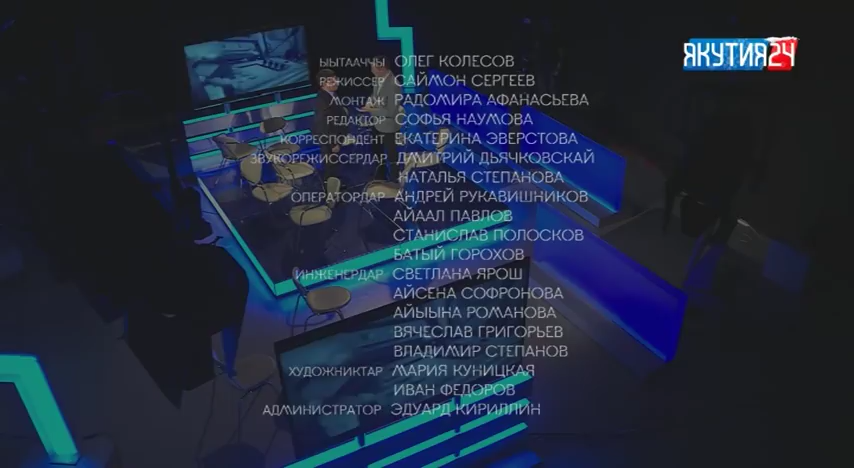 ЯКУТИЯ24
ЫЫТААЧЧЫ ОЛЕГ КОЛЕСОВ
РЕЖИССЕР САЙМОН СЕРГЕЕВ
МОНТАЖ РАДОМИРА АФАНАСЬЕВА
РЕДАКТОР СОФЬЯ НАУМОВА
КОРРЕСПОНДЕНТ ЕКАТЕРИНА ЭВЕРСТОВА
ЗВУКОРЕЖИССЕРДАР ДМИТРИЙ ДЬЯЧКОВСКАЙ
НАТАЛЬЯ СТЕПАНОВА
ОПЕРАТОРДАР АНДРЕЙ РУКАВИШНИКОВ
АЙААЛ ПАВЛОВ
СТАНИСЛАВ ПОЛОСКОВ
БАТЫЙ ГОРОХОВ
ИНЖЕНЕРДАР СВЕТЛАНА ЯРОШ
АЙСЕНА СОФРОНОВА
АЙЫЫНА РОМАНОВА
ВЯЧЕСЛАВ ГРИГОРЬЕВ
ВЛАДИМИР СТЕПАНОВ
ХУДОЖНИКТАР МАРИЯ КУНИЦКАЯ
ИВАН ФЕДОРОВ
АДМИНИСТРАТОР ЭДУАРД КИРИЛЛИН